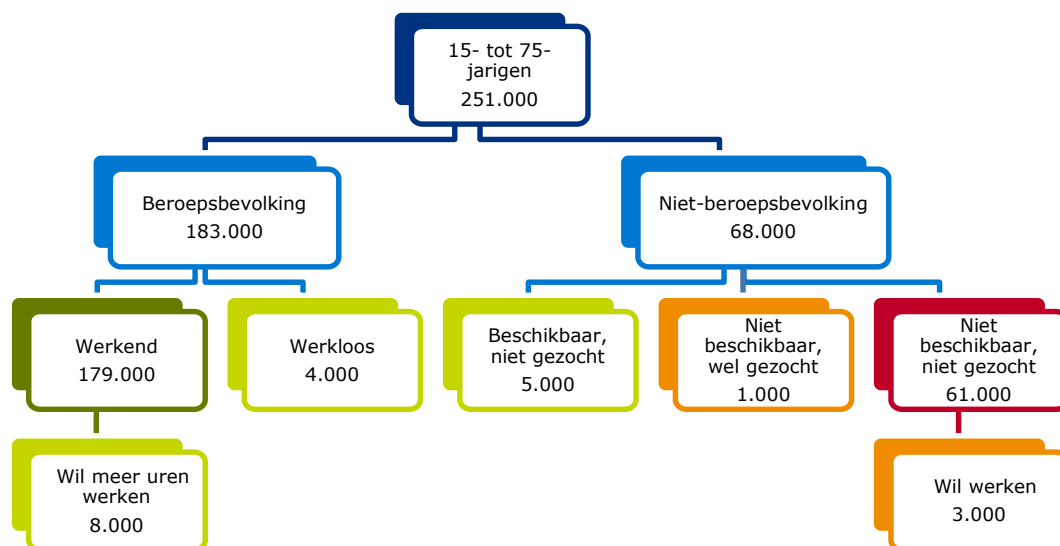 15- tot 75-
jarigen
251.000
Beroepsbevolking
183.000
Niet-beroepsbevolking
68.000
Werkend
179.000
Werkloos
4.000
Beschikbaar,
niet gezocht
5.000
Niet
beschikbaar,
wel gezocht
1.000
Niet
beschikbaar,
niet gezocht
61.000
Wil meer uren
werken
8.000
Wil werken
3.000